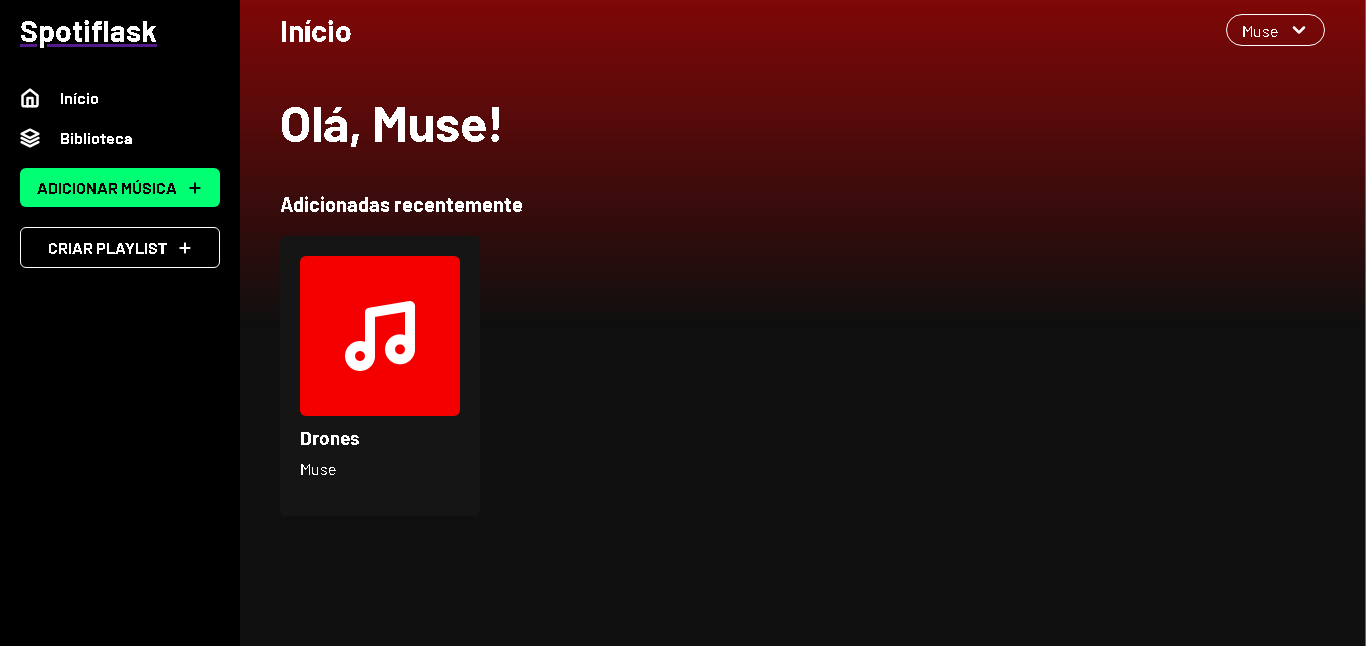 Spotiflask
Início
Biblioteca
ADICIONAR MÚSICA
CRIAR PLAYLIST
Início
Muse
Olá, Muse!
Adicionadas recentemente
Drones
Muse